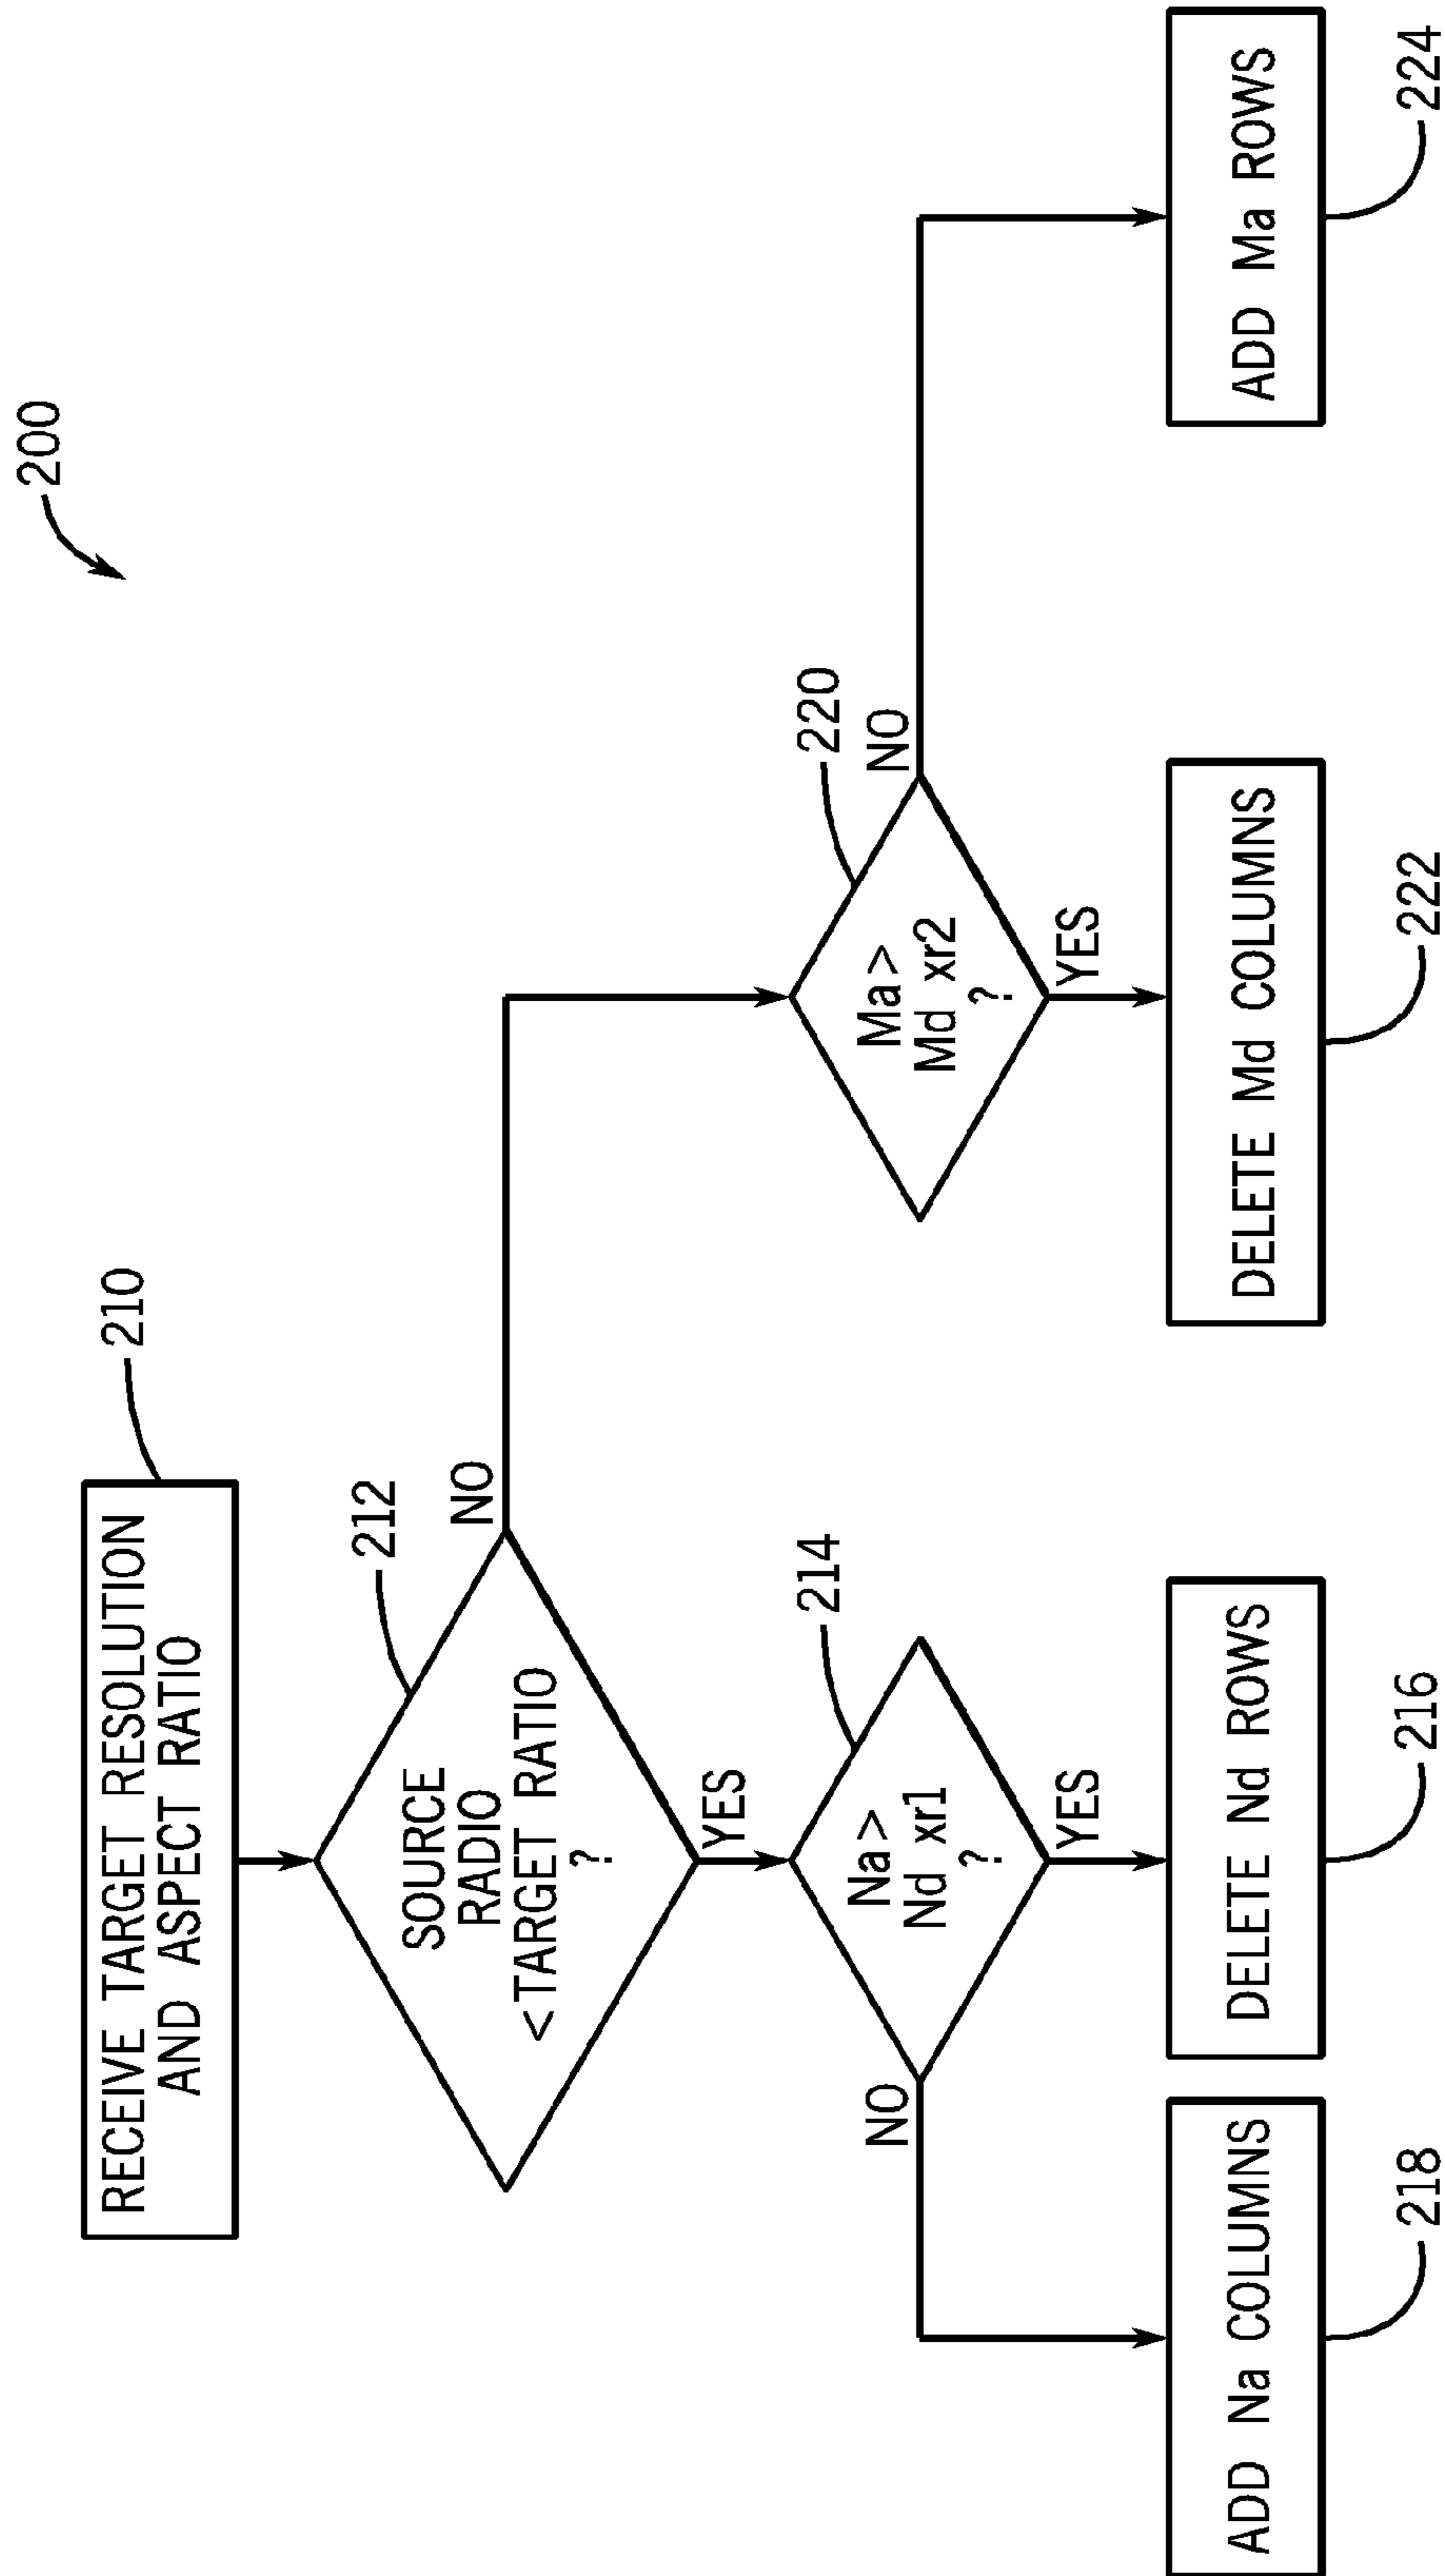 200
RECEIVE TARGET RESOLUTION
AND ASPECT RATIO
210
SOURCE
RADIO
<TARGET RATIO
?
212
NO
YES
Na>
Nd xr1
?
214
NO
YES
Ma>
Md xr2
?
220
NO
YES
ADD Na COLUMNS
218
DELETE Nd ROWS
216
DELETE Md COLUMNS
222
ADD Ma ROWS
224